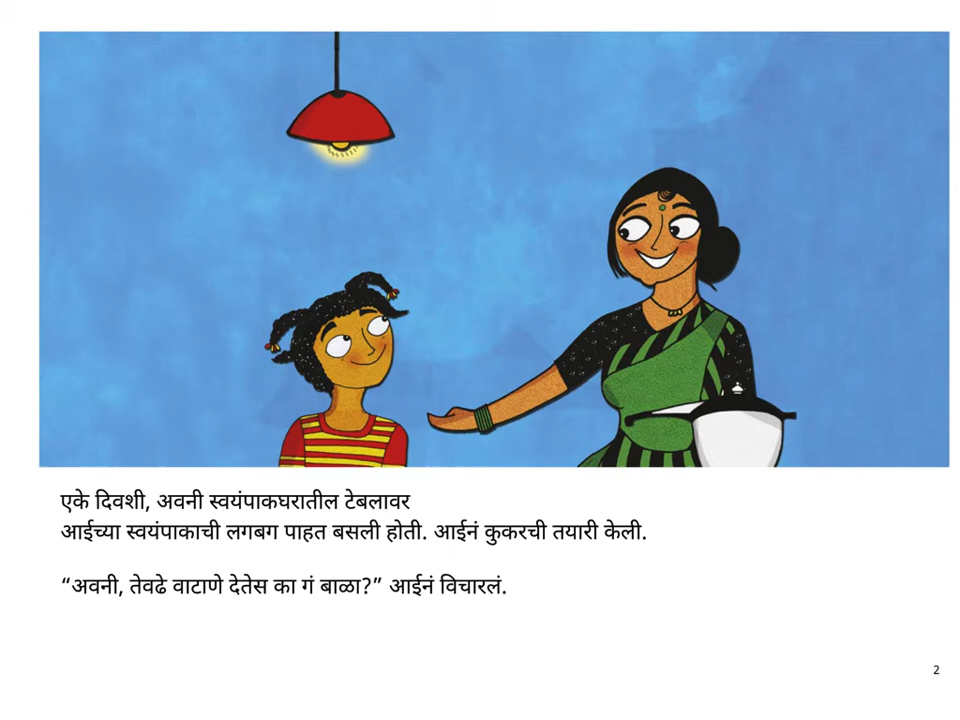 एके दिवशी, अवनी स्वयंपाकघरातील टेबलावर
आईच्या स्वयंपाकाची लगबग पाहत बसली होती. आईनं कुकरची तयारी केली.
“अवनी, तेवढे वाटाणे देतेस का गं बाळा?” आईनं विचारलं.
2